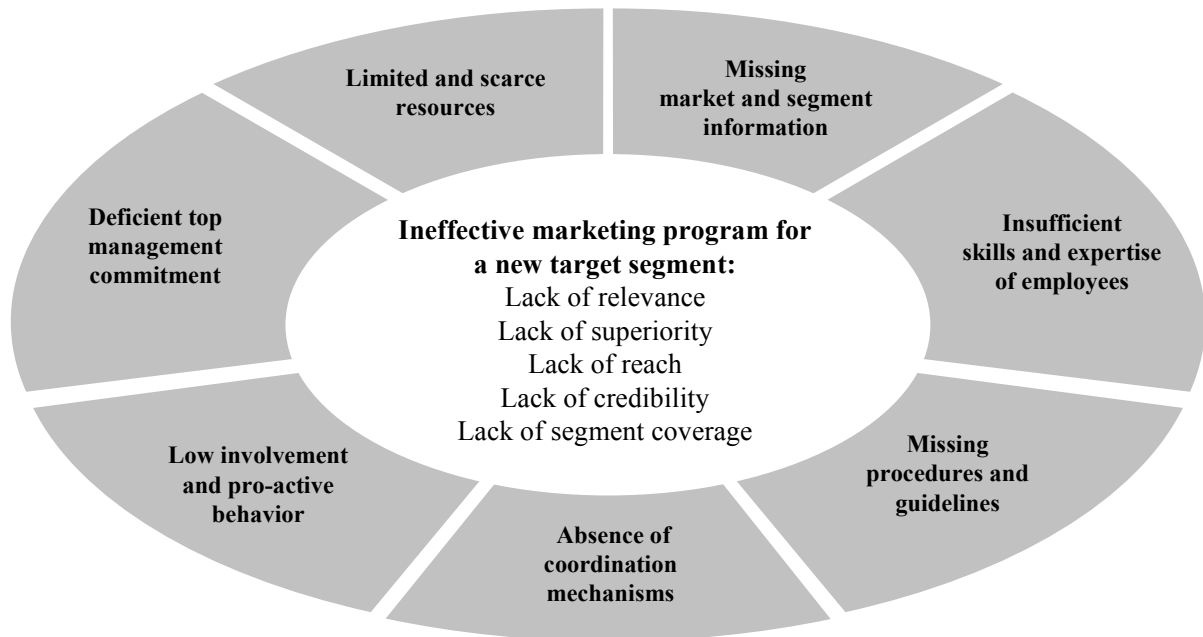 Limited and scarce
resources
Missing
market and segment
information
Deficient top
management
commitment
Insufficient
skills and expertise
of employees
Ineffective marketing program for
a new target segment:
Lack of relevance
Lack of superiority
Lack of reach
Lack of credibility
Lack of segment coverage
Low involvement
and pro-active
behavior
Missing
procedures and
guidelines
Absence of
coordination
mechanisms